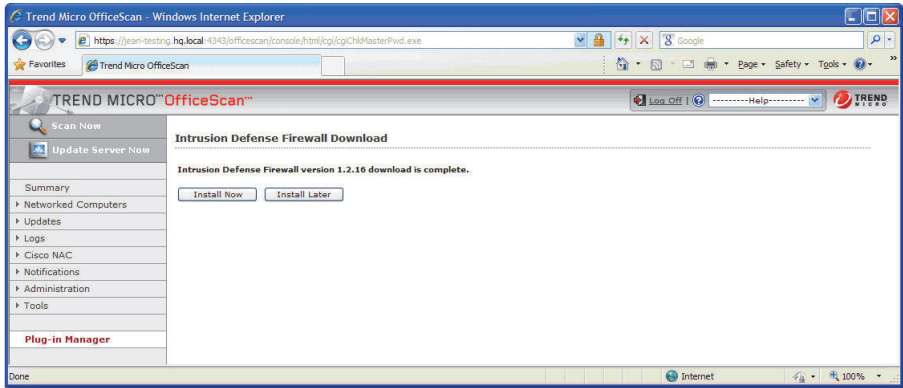 Trend Micro OfficeScan - Windows Internet Explorer
https://jean-testing.hq.local:4343/officescan/console/html/cgi/cgiChkMasterPwd.exe
Google
Favorites
Trend Micro OfficeScan
Page
Safety
Tools
»
TREND MICRO™ OfficeScan™
Log Off | ---------Help---------
TREND MICRO
Scan Now
Update Server Now
Summary
Networked Computers
Updates
Logs
Cisco NAC
Notifications
Administration
Tools
Plug-in Manager
Intrusion Defense Firewall Download
Intrusion Defense Firewall version 1.2.16 download is complete.
Install Now
Install Later
Done
Internet
100%